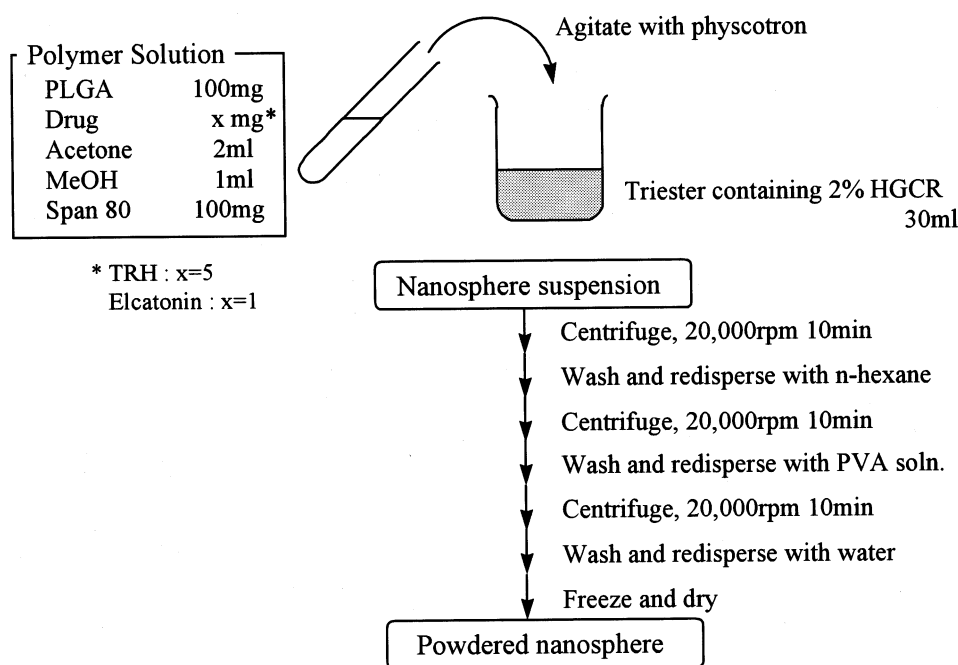 Agitate with physcotron
Polymer Solution
PLGA 100mg
Drug x mg*
Acetone 2ml
MeOH 1ml
Span 80 100mg
Triester containing 2% HGCR
30ml
* TRH : x=5
Elcatonin : x=1
Nanosphere suspension
Centrifuge, 20,000rpm 10min
Wash and redisperse with n-hexane
Centrifuge, 20,000rpm 10min
Wash and redisperse with PVA soln.
Centrifuge, 20,000rpm 10min
Wash and redisperse with water
Freeze and dry
Powdered nanosphere